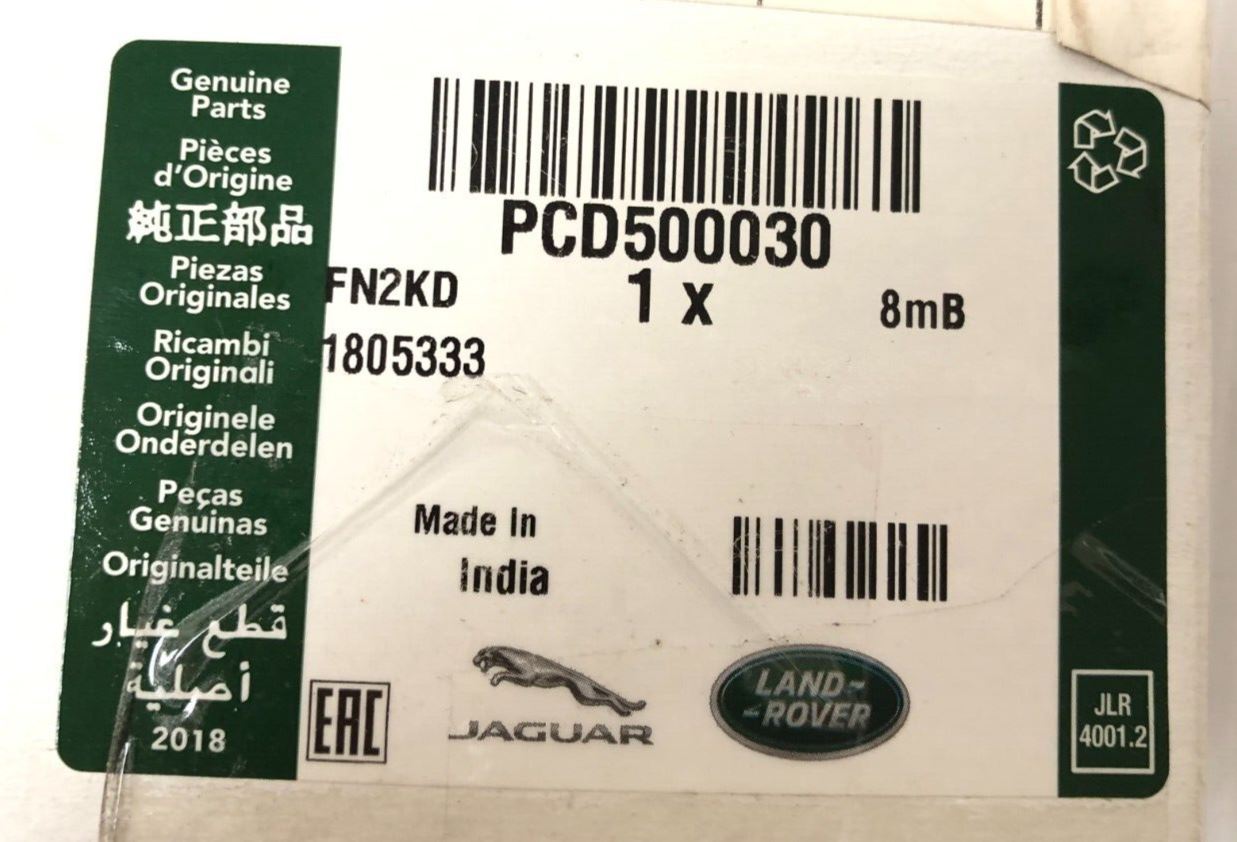 Genuine
Parts
Pièces
d'Origine
純正部品
Piezas
Originales
Ricambi
Originali
Originele
Onderdelen
Peças
Genuinas
Originalteile
قطع غيار
أصلية
2018
PCD500030
FN2KD
1 x
8mB
1805333
Made In
India
EAC
JAGUAR
LAND-
-ROVER
JLR
4001.2